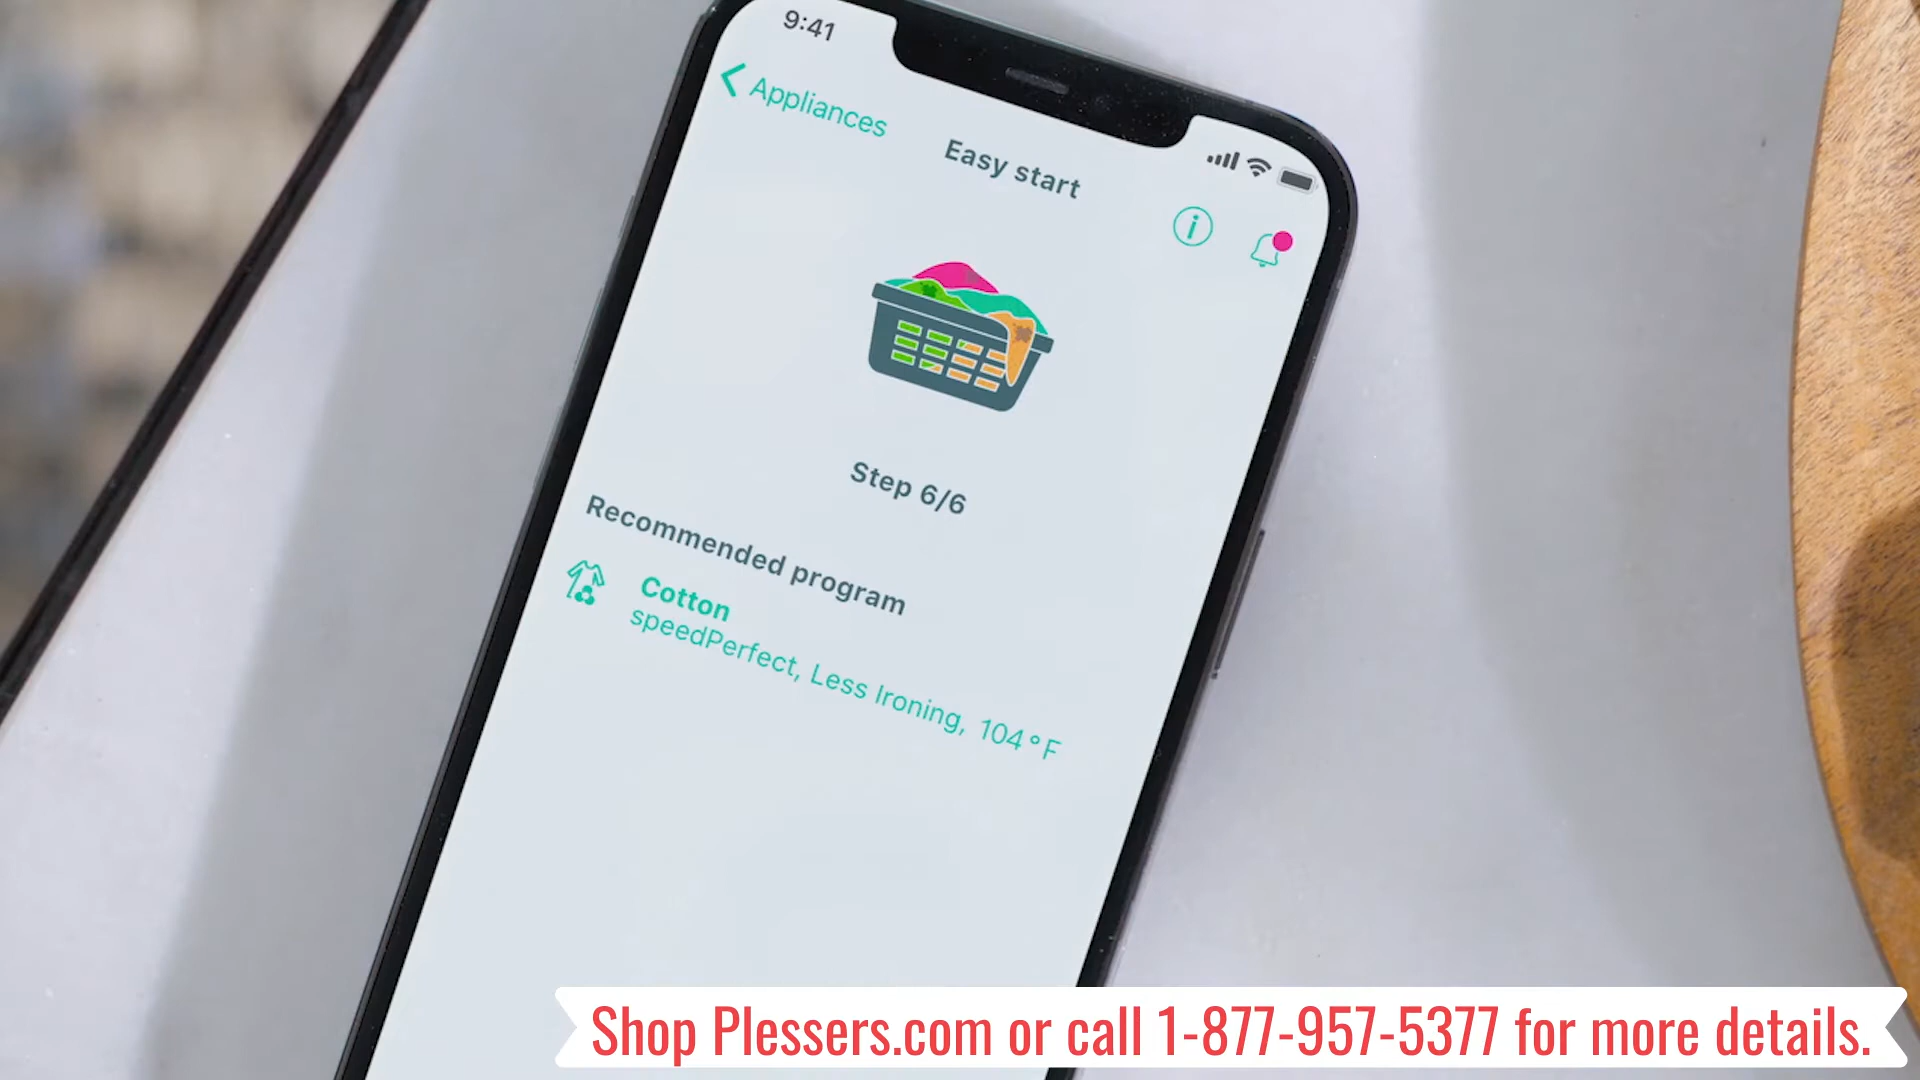 9:41
Appliances
Easy start
Step 6/6
Recommended program
Cotton
speedPerfect, Less Ironing, 104°F
Shop Plessers.com or call 1-877-957-5377 for more details.